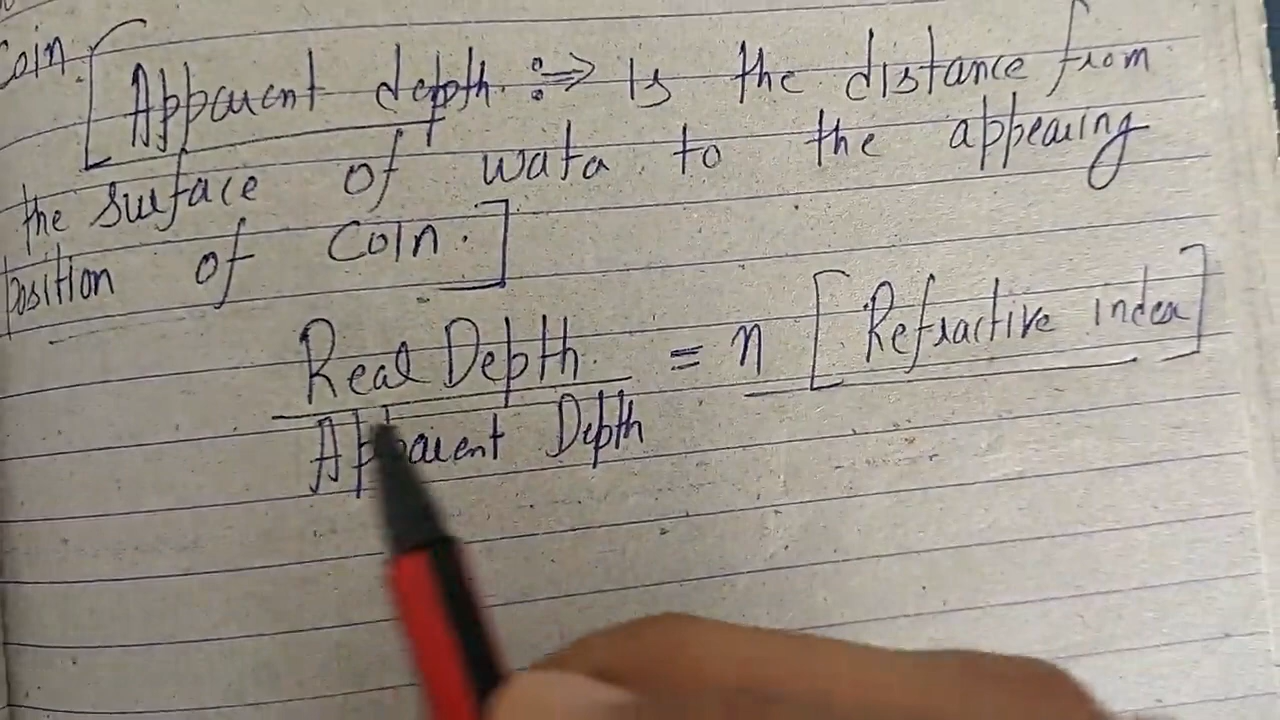 Coin.
[Apparent depth :⇒ Is the distance from
the surface of water to the appearing
position of Coin.]
Real Depth = n [Refractive index]
Apparent Depth